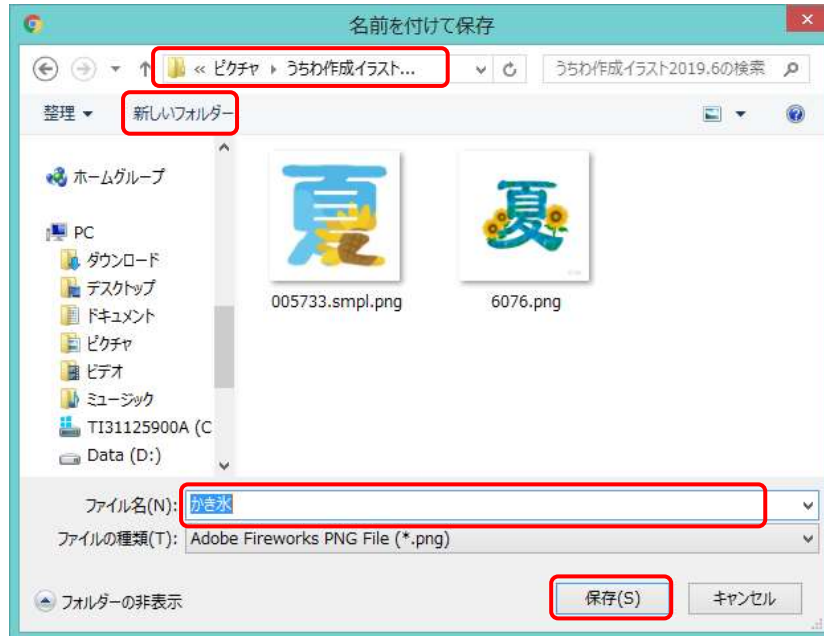 名前を付けて保存
« ピクチャ ▸ うちわ作成イラスト...
うちわ作成イラスト2019.6の検索
整理 ▼
新しいフォルダー
ホームグループ
PC
ダウンロード
デスクトップ
ドキュメント
ピクチャ
ビデオ
ミュージック
TI31125900A (C
Data (D:)
夏
夏
005733.smpl.png
6076.png
ファイル名(N): かき氷
ファイルの種類(T): Adobe Fireworks PNG File (*.png)
フォルダーの非表示
保存(S)
キャンセル